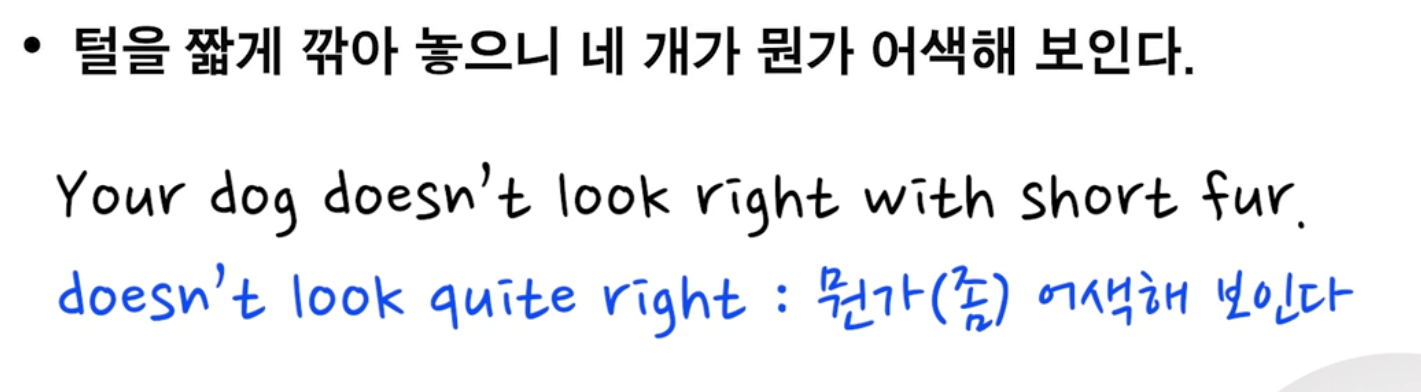 • 털을 짧게 깎아 놓으니 네 개가 뭔가 어색해 보인다.
Your dog doesn't look right with short fur.
doesn't look quite right : 뭔가(좀) 어색해 보인다